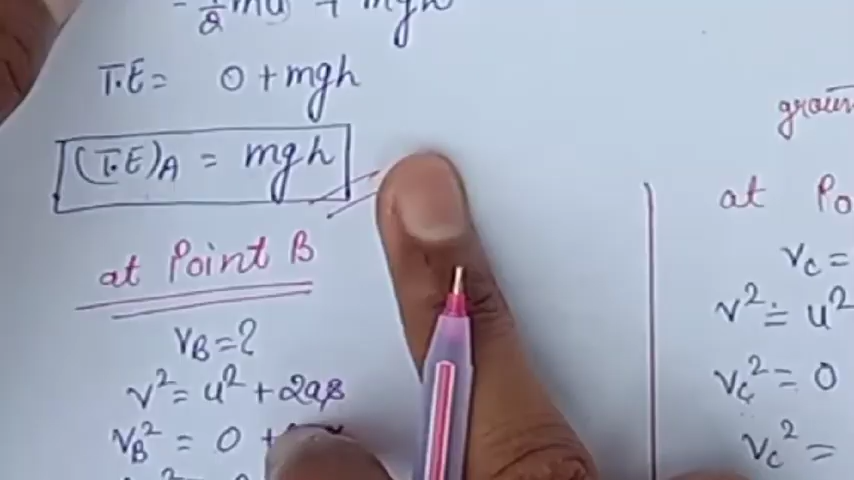 T.E = 0 + mgh
(T.E)A = mgh
at Point B
VB = ?
v² = u² + 2as
VB² = 0 +
at Po
Vc =
v² = u²
Vc² = 0
Vc² =